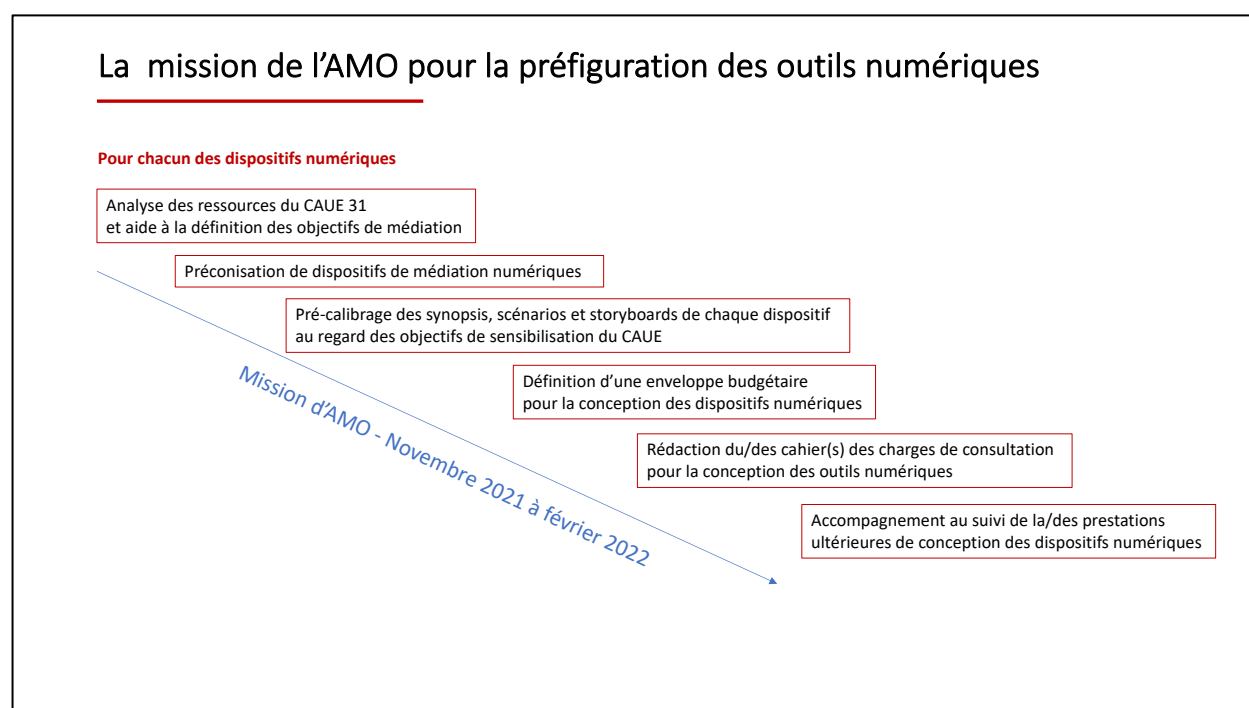 La  mission de l’AMO pour la préfiguration des outils numériques
Pour chacun des dispositifs numériques
Analyse des ressources du CAUE 31
et aide à la définition des objectifs de médiation
Préconisation de dispositifs de médiation numériques
Pré-calibrage des synopsis, scénarios et storyboards de chaque dispositif
au regard des objectifs de sensibilisation du CAUE
Définition d’une enveloppe budgétaire
pour la conception des dispositifs numériques
Mission d’AMO - Novembre 2021 à février 2022
Rédaction du/des cahier(s) des charges de consultation
pour la conception des outils numériques
Accompagnement au suivi de la/des prestations
ultérieures de conception des dispositifs numériques